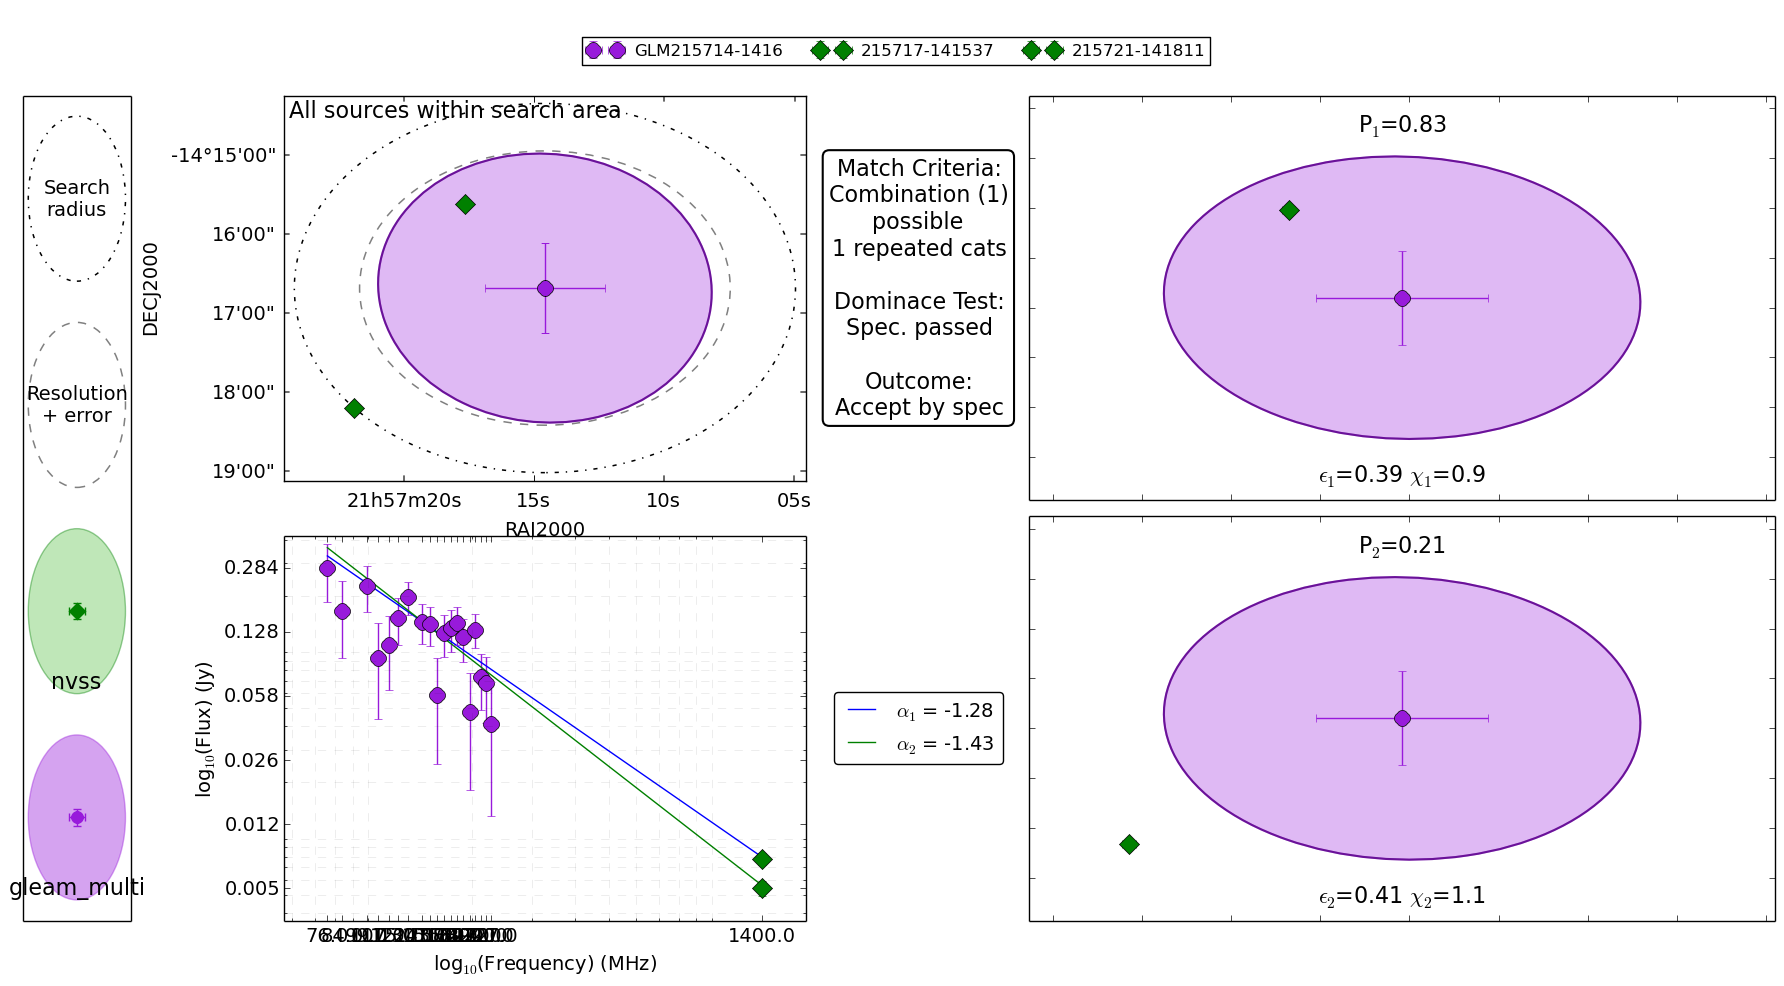 GLM215714-1416 215717-141537 215721-141811
Search
radius
Resolution
+ error
nvss
gleam_multi
All sources within search area
DECJ2000
-14°15'00"
16'00"
17'00"
18'00"
19'00"
21h57m20s 15s 10s 05s
RAJ2000
Match Criteria:
Combination (1)
possible
1 repeated cats
Dominace Test:
Spec. passed
Outcome:
Accept by spec
P₁=0.83
ϵ₁=0.39 χ₁=0.9
P₂=0.21
ϵ₂=0.41 χ₂=1.1
log₁₀(Flux) (Jy)
0.284
0.128
0.058
0.026
0.012
0.005
1400.0
log₁₀(Frequency) (MHz)
α₁ = -1.28
α₂ = -1.43